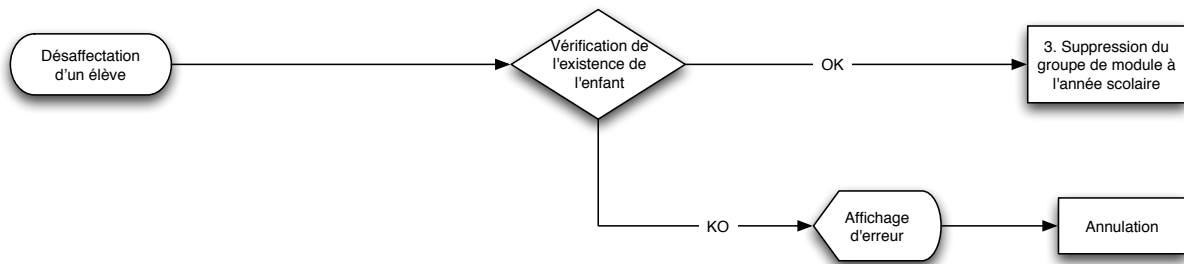 Désaffectation
d'un élève
Vérification de
l'existence de
l'enfant
OK
3. Suppression du
groupe de module à
l'année scolaire
KO
Affichage
d'erreur
Annulation